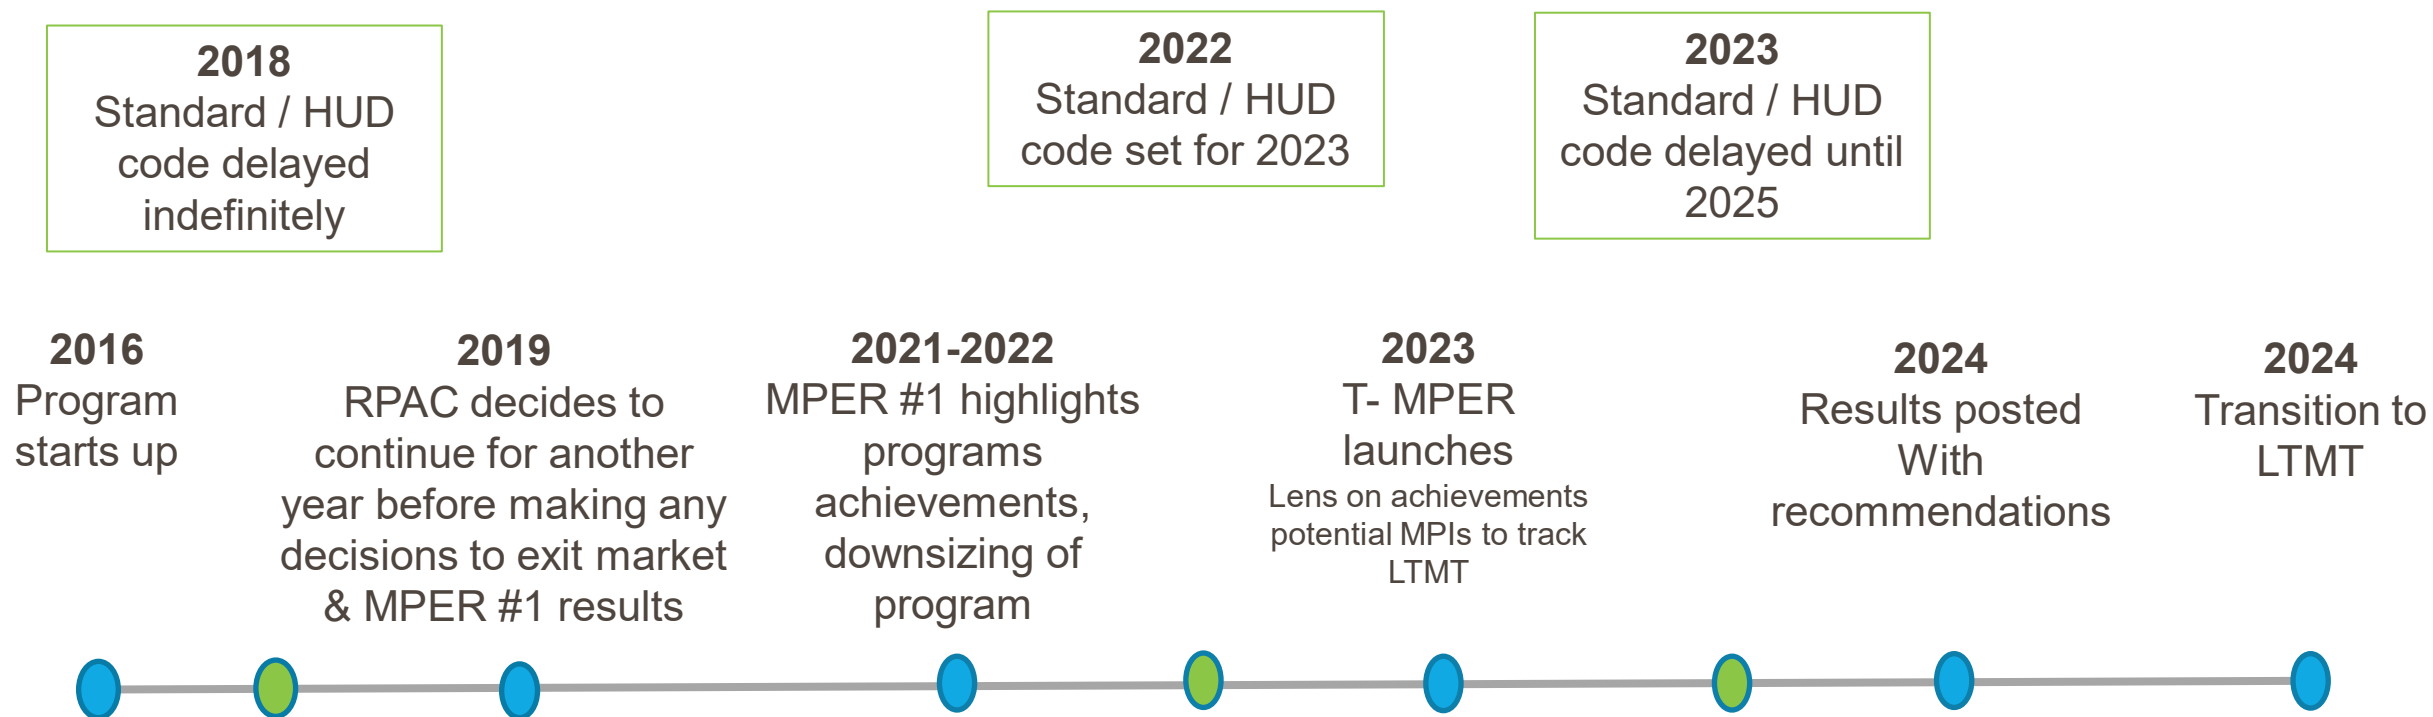 2018
Standard / HUD
code delayed
indefinitely
2022
Standard / HUD
code set for 2023
2023
Standard / HUD
code delayed until
2025
2016
Program
starts up
2019
RPAC decides to
continue for another
year before making any
decisions to exit market
& MPER #1 results
2021-2022
MPER #1 highlights
programs
achievements,
downsizing of
program
2023
T- MPER
launches
Lens on achievements
potential MPIs to track
LTMT
2024
Results posted
With
recommendations
2024
Transition to
LTMT